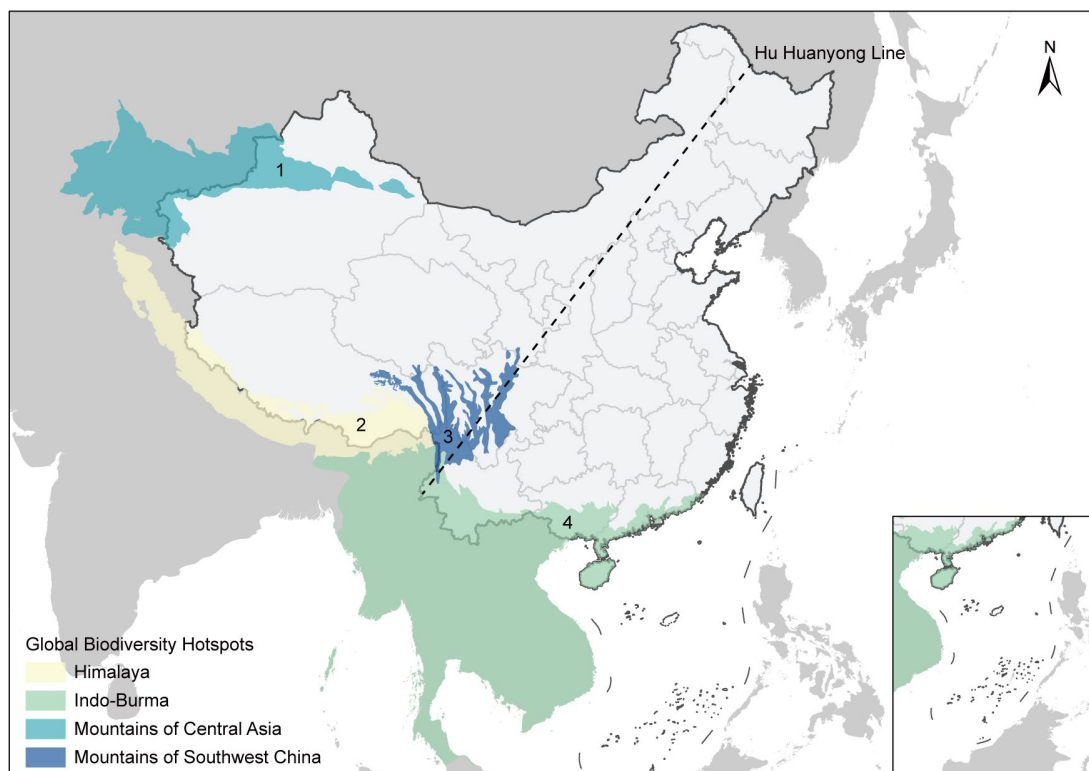 Hu Huanyong Line
N
1
2
3
4
Global Biodiversity Hotspots
Himalaya
Indo-Burma
Mountains of Central Asia
Mountains of Southwest China